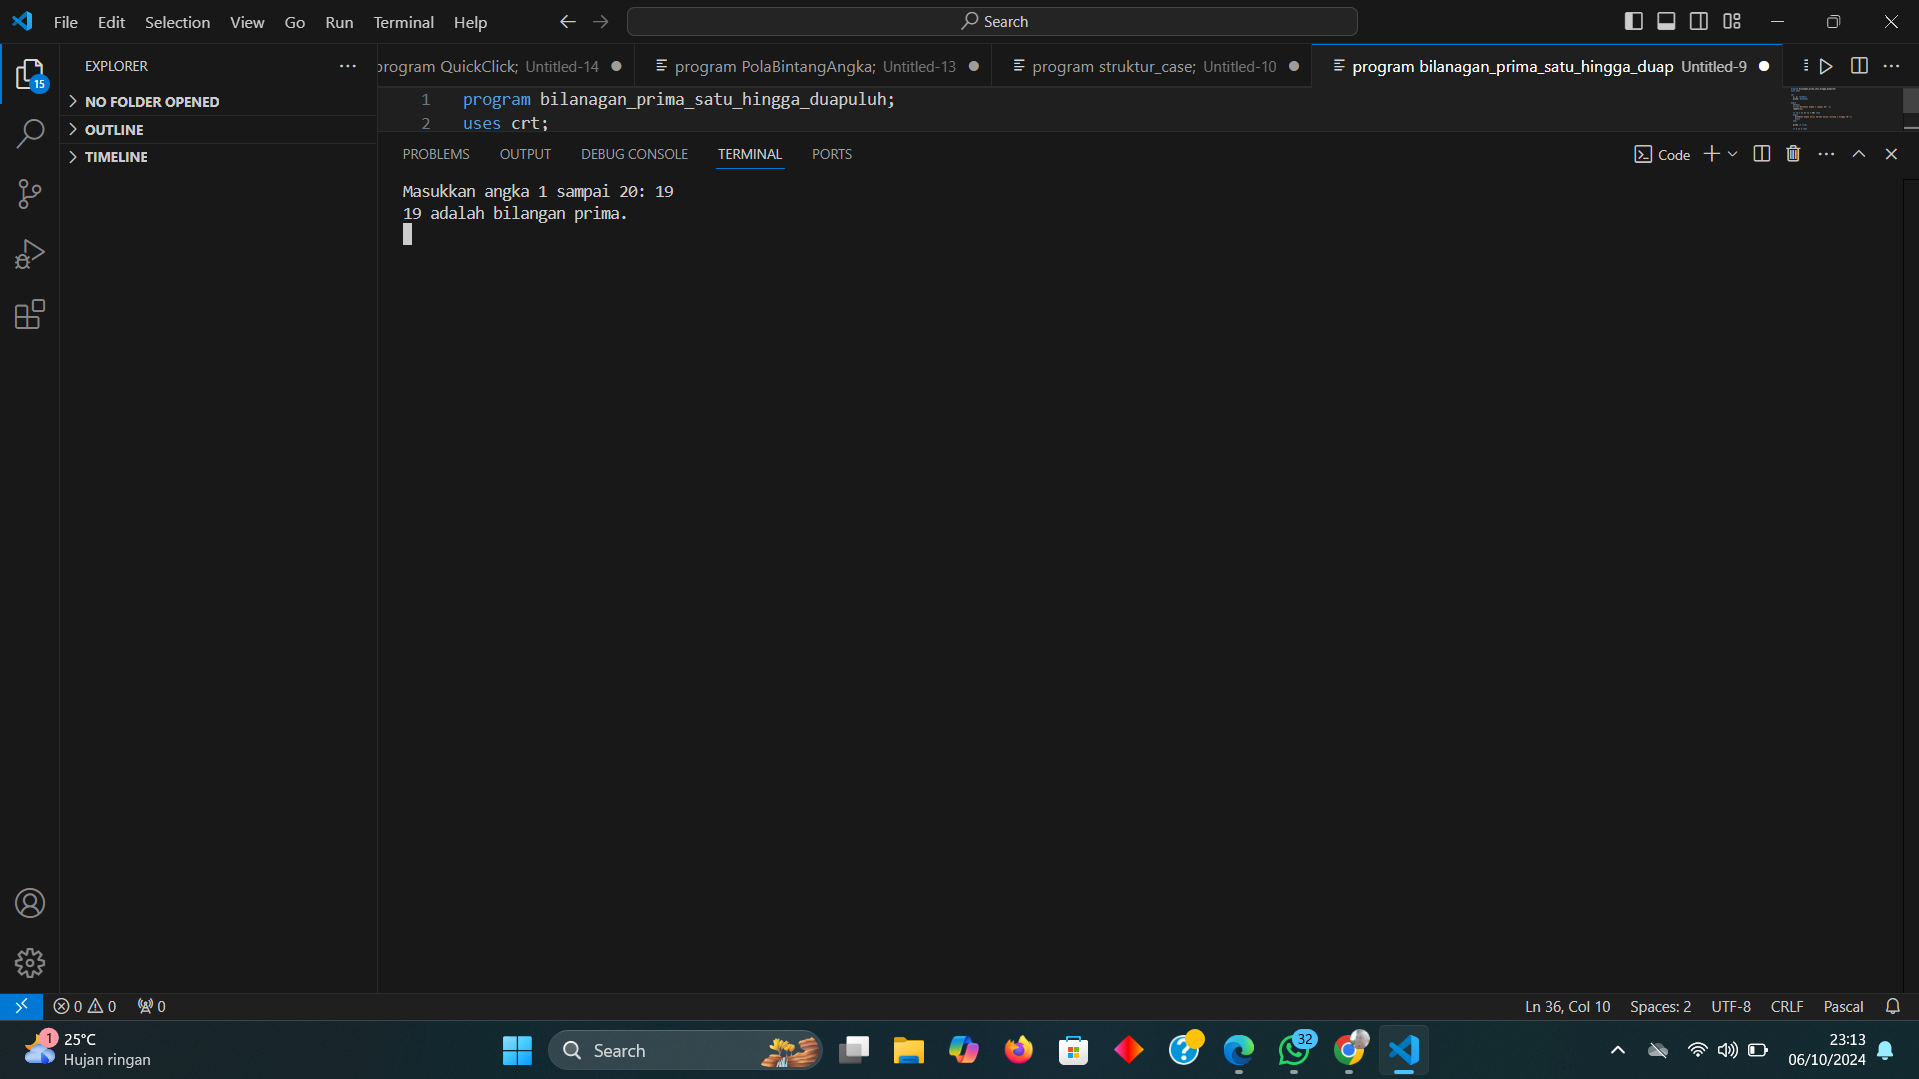 File Edit Selection View Go Run Terminal Help
Search
15
EXPLORER
NO FOLDER OPENED
OUTLINE
TIMELINE
program QuickClick; Untitled-14
program PolaBintangAngka; Untitled-13
program struktur_case; Untitled-10
program bilanagan_prima_satu_hingga_duap Untitled-9
1 program bilanagan_prima_satu_hingga_duapuluh;
2 uses crt;
PROBLEMS OUTPUT DEBUG CONSOLE TERMINAL PORTS
Code
Masukkan angka 1 sampai 20: 19
19 adalah bilangan prima.
0 0 0
Ln 36, Col 10 Spaces: 2 UTF-8 CRLF Pascal
1
25°C
Hujan ringan
Search
32
23:13
06/10/2024